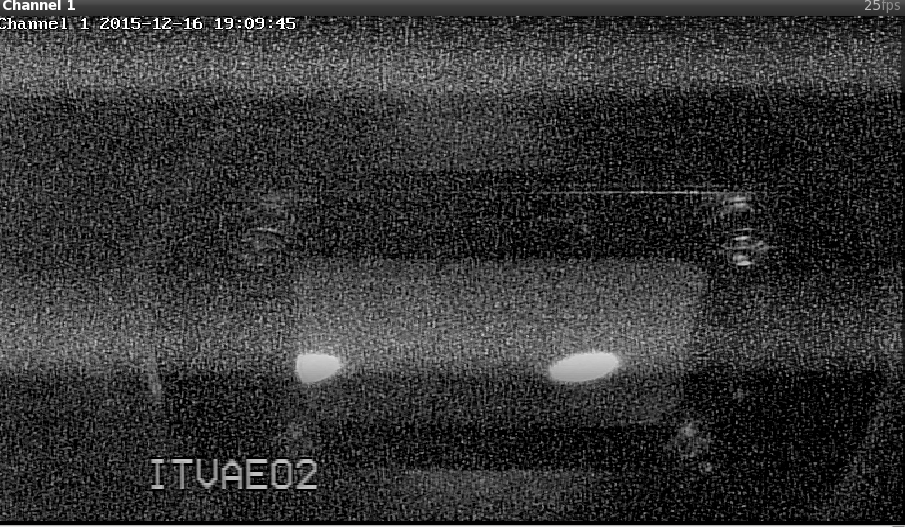 Channel 1
25fps
Channel 1 2015-12-16 19:09:45
ITVAE02